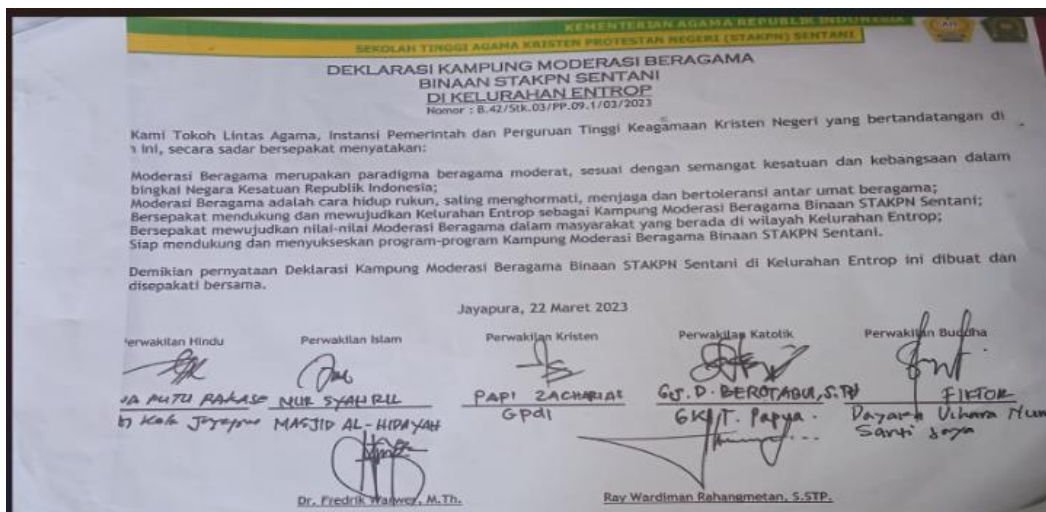 KEMENTERIAN AGAMA REPUBLIK INDONESIA
SEKOLAH TINGGI AGAMA KRISTEN PROTESTAN NEGERI (STAKPN) SENTANI
DEKLARASI KAMPUNG MODERASI BERAGAMA
BINAAN STAKPN SENTANI
DI KELURAHAN ENTROP
Nomor : B.42/Stk.03/PP.09.1/03/2023
Kami Tokoh Lintas Agama, Instansi Pemerintah dan Perguruan Tinggi Keagamaan Kristen Negeri yang bertandatangan di
ini, secara sadar bersepakat menyatakan:
Moderasi Beragama merupakan paradigma beragama moderat, sesuai dengan semangat kesatuan dan kebangsaan dalam
bingkai Negara Kesatuan Republik Indonesia;
Moderasi Beragama adalah cara hidup rukun, saling menghormati, menjaga dan bertoleransi antar umat beragama;
Bersepakat mendukung dan mewujudkan Kelurahan Entrop sebagai Kampung Moderasi Beragama Binaan STAKPN Sentani;
Bersepakat mewujudkan nilai-nilai Moderasi Beragama dalam masyarakat yang berada di wilayah Kelurahan Entrop;
Siap mendukung dan menyukseskan program-program Kampung Moderasi Beragama Binaan STAKPN Sentani.
Demikian pernyataan Deklarasi Kampung Moderasi Beragama Binaan STAKPN Sentani di Kelurahan Entrop ini dibuat dan
disepakati bersama.
Jayapura, 22 Maret 2023
erwakilan Hindu Perwakilan Islam Perwakilan Kristen Perwakilan Katolik Perwakilan Buddha
PUTU NUR SYAHRIL PAPI ZACHARIAS FIKTOR
Kota MASJID AL-HIDAYAH GPdI Papua. Vihara
Dr. Fredrik Warwer, M.Th. Ray Wardiman Rahangmetan, S.STP.